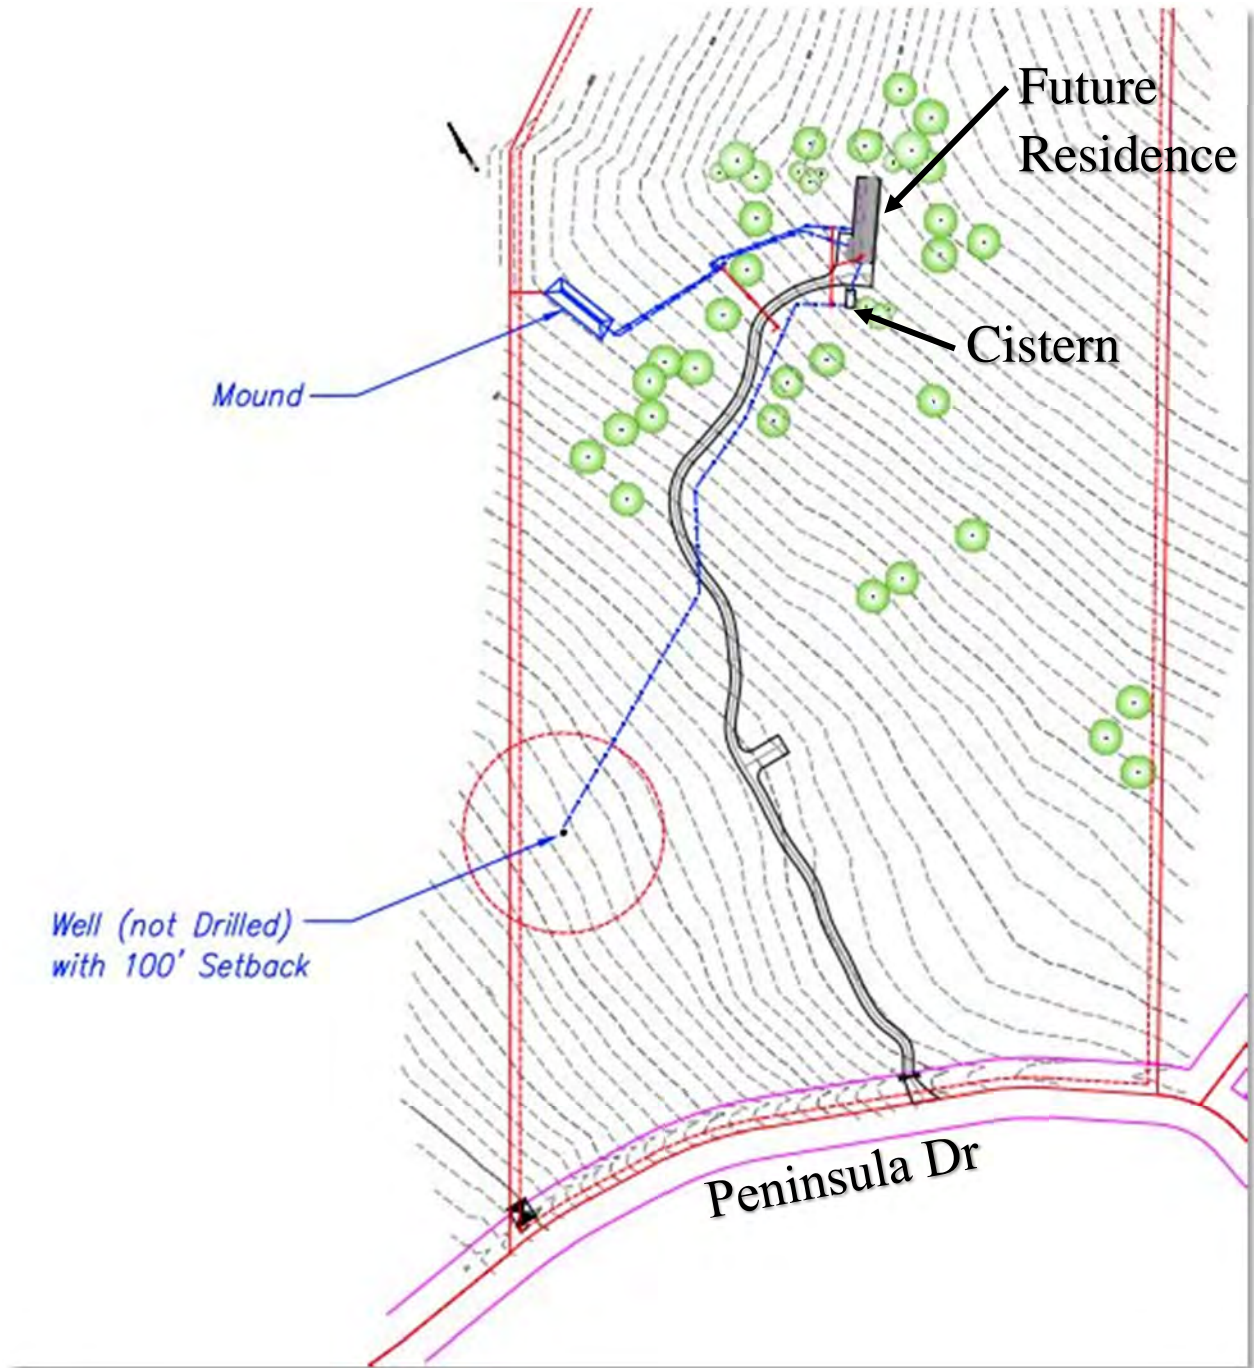 Future
Residence
Cistern
Mound
Well (not Drilled)
with 100' Setback
Peninsula Dr